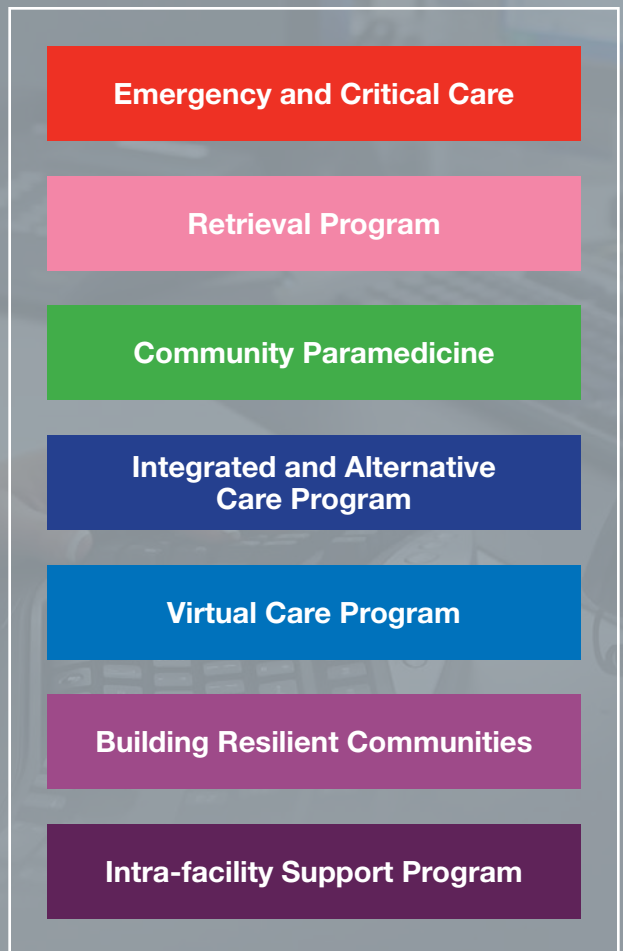 Emergency and Critical Care
Retrieval Program
Community Paramedicine
Integrated and Alternative
Care Program
Virtual Care Program
Building Resilient Communities
Intra-facility Support Program